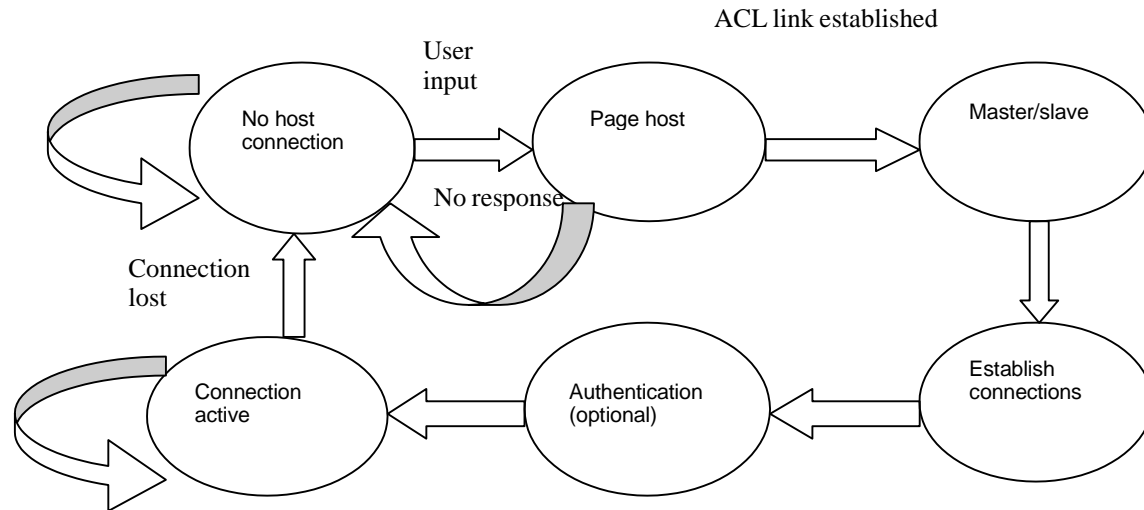 ACL link established
User
input
No host
connection
Page host
Master/slave
No response
Connection
lost
Connection
active
Authentication
(optional)
Establish
connections